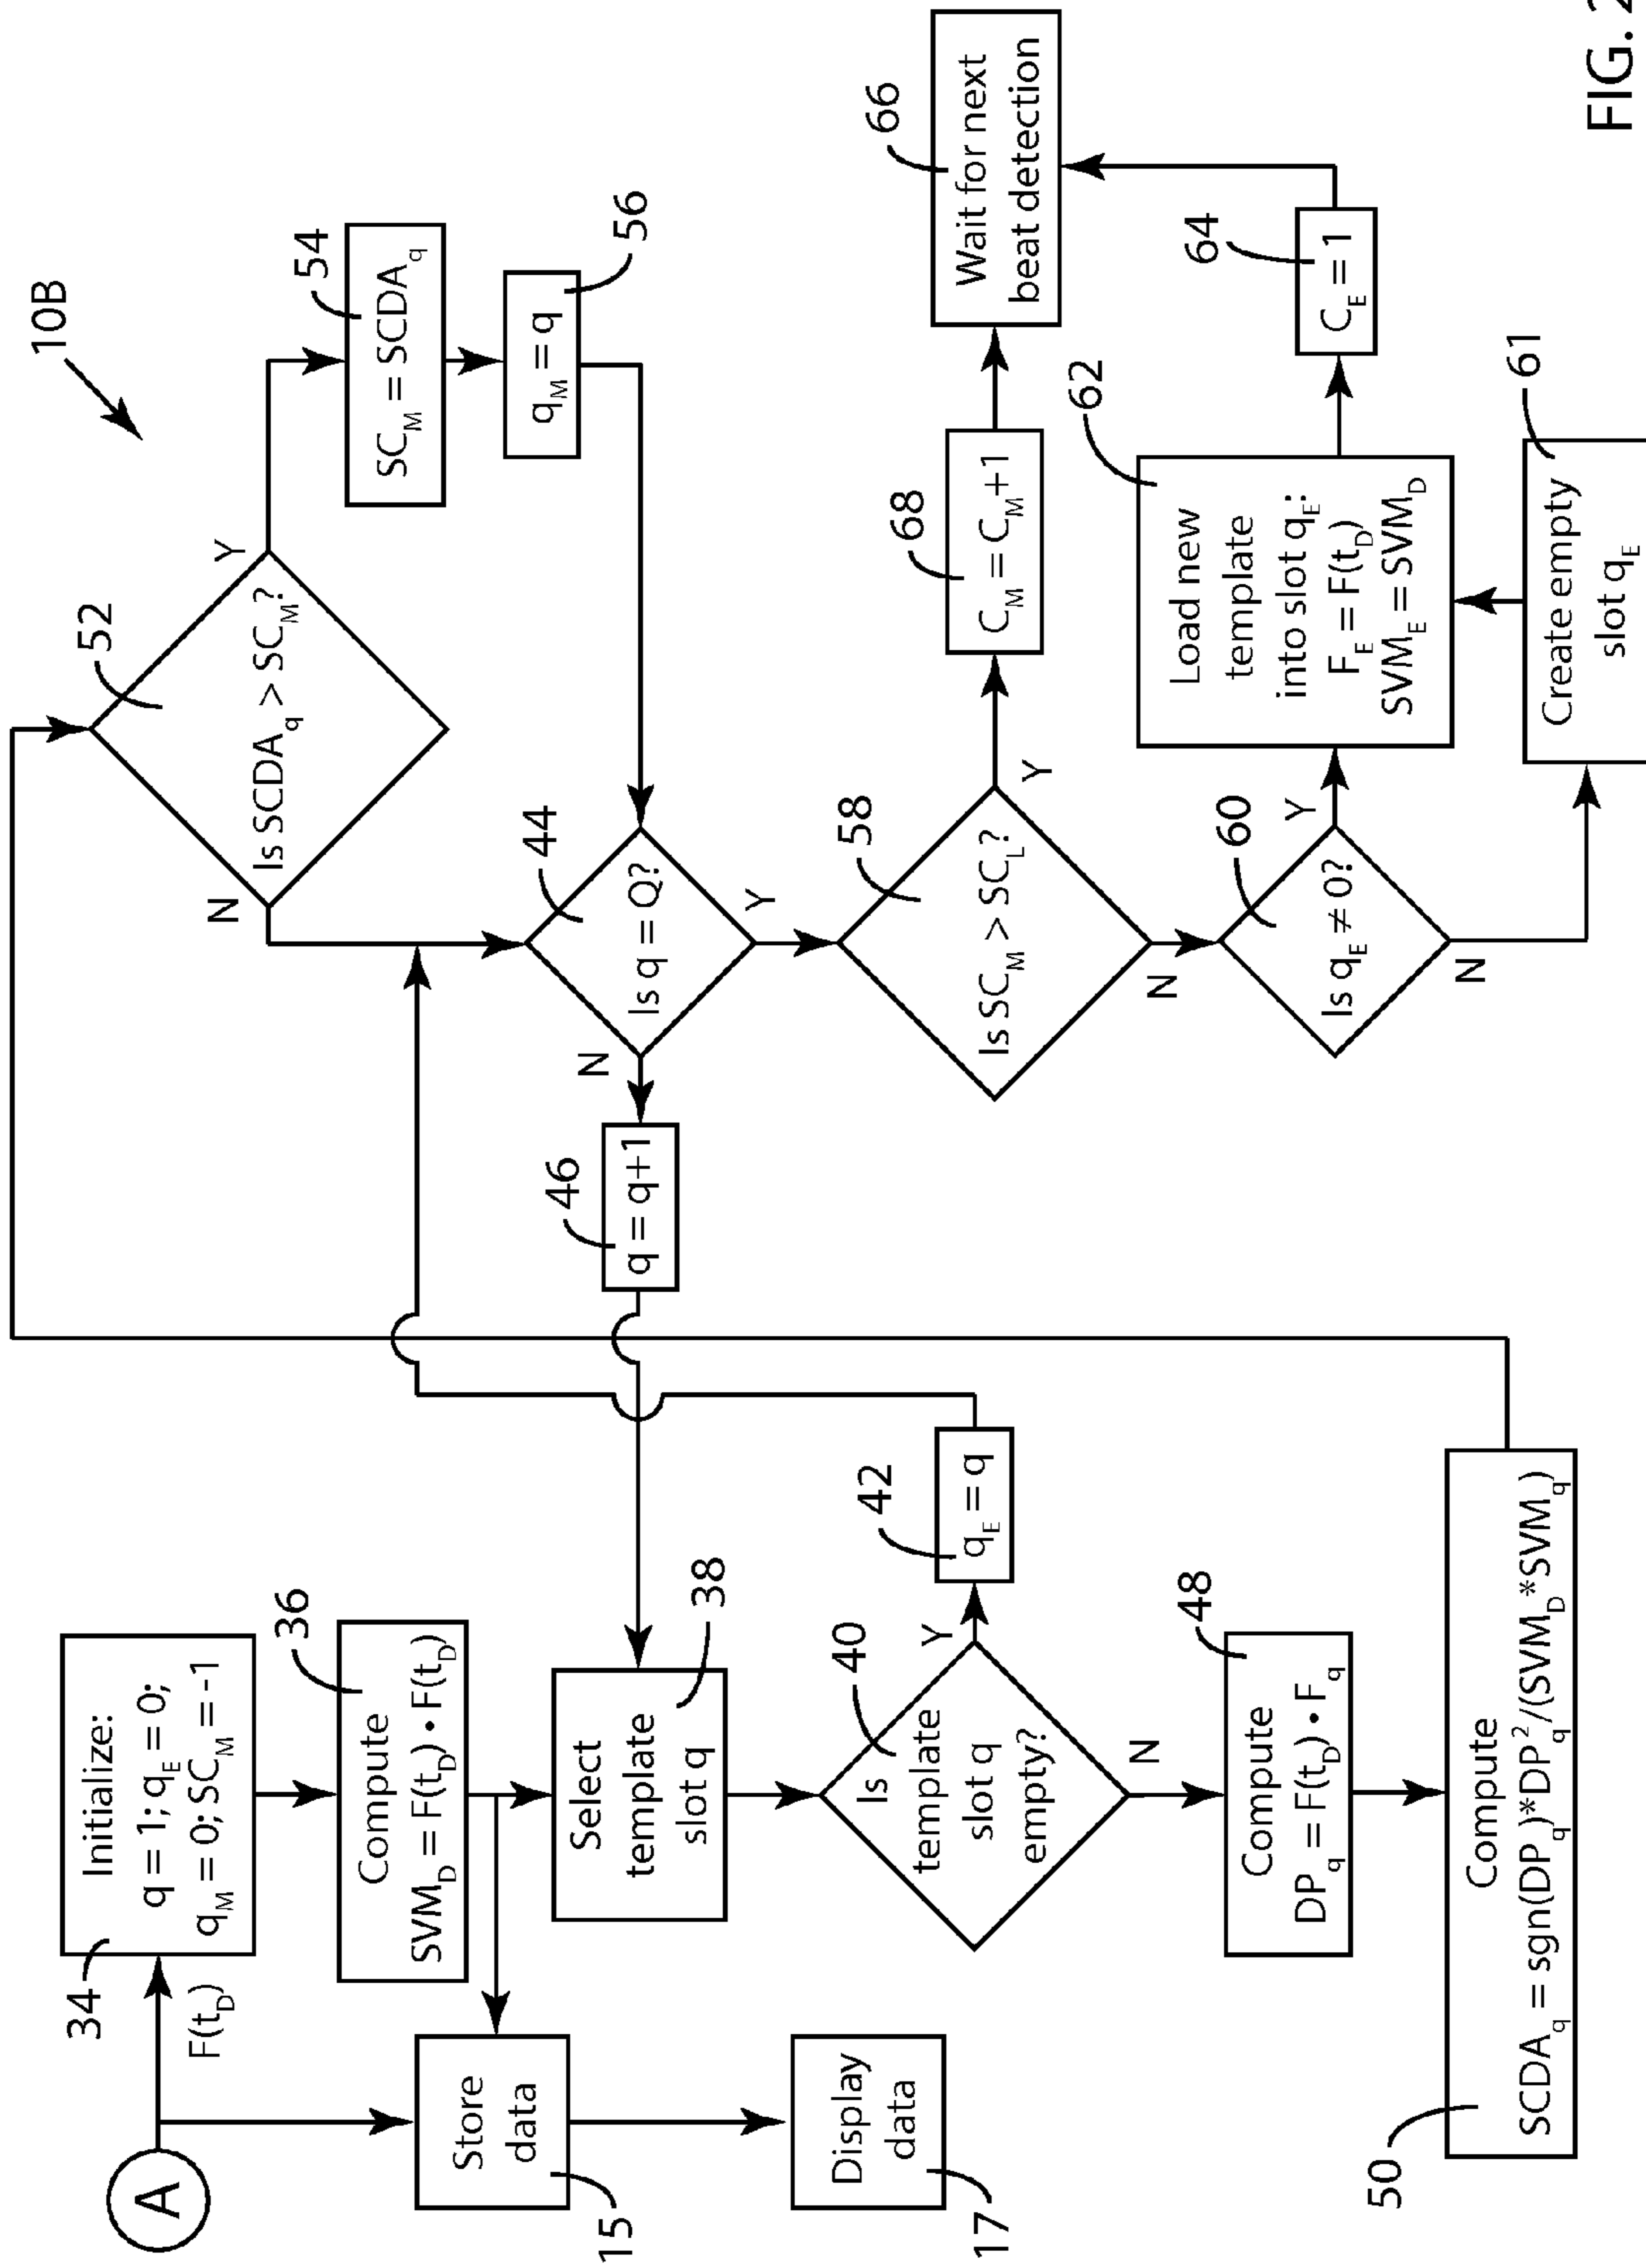 10B
A
F(t_D)
34
Initialize:
q = 1; q_E = 0;
q_M = 0; SC_M = -1
36
Compute
SVM_D = F(t_D) • F(t_D)
Store
data
15
Display
data
17
Select
template
slot q
38
Is
template
slot q
empty?
40
Y
N
q_E = q
42
Compute
DP_q = F(t_D) • F_q
48
Compute
SCDA_q = sgn(DP_q)*DP_q²/(SVM_D*SVM_q)
50
Is SCDA_q > SC_M?
52
Y
N
SC_M = SCDA_q
54
q_M = q
56
Is q = Q?
44
N
Y
q = q+1
46
Is SC_M > SC_L?
58
Y
N
C_M = C_M+1
68
Wait for next
beat detection
66
Is q_E ≠ 0?
60
Y
N
Load new
template
into slot q_E:
F_E = F(t_D)
SVM_E = SVM_D
62
C_E = 1
64
Create empty
slot q_E
61
FIG. 2